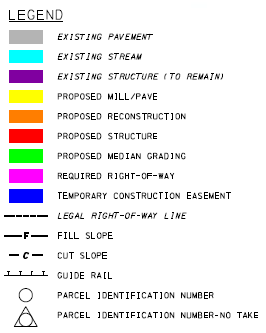 LEGEND
EXISTING PAVEMENT
EXISTING STREAM
EXISTING STRUCTURE (TO REMAIN)
PROPOSED MILL/PAVE
PROPOSED RECONSTRUCTION
PROPOSED STRUCTURE
PROPOSED MEDIAN GRADING
REQUIRED RIGHT-OF-WAY
TEMPORARY CONSTRUCTION EASEMENT
LEGAL RIGHT-OF-WAY LINE
F FILL SLOPE
C CUT SLOPE
GUIDE RAIL
PARCEL IDENTIFICATION NUMBER
PARCEL IDENTIFICATION NUMBER-NO TAKE